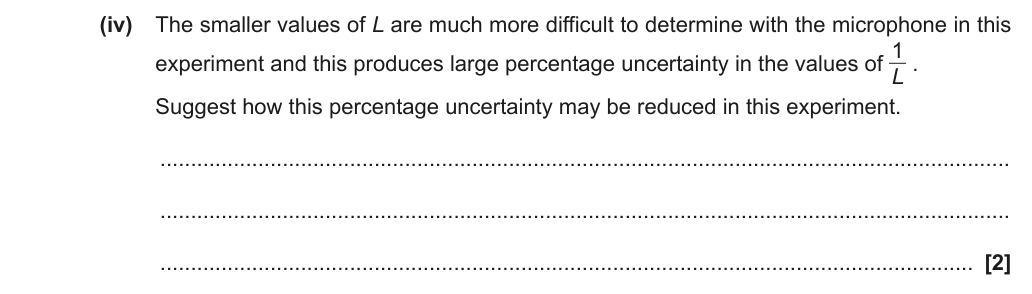 (iv) The smaller values of L are much more difficult to determine with the microphone in this
experiment and this produces large percentage uncertainty in the values of 1/L .
Suggest how this percentage uncertainty may be reduced in this experiment.
..........................................................................................................................................
..........................................................................................................................................
.................................................................................................................................... [2]